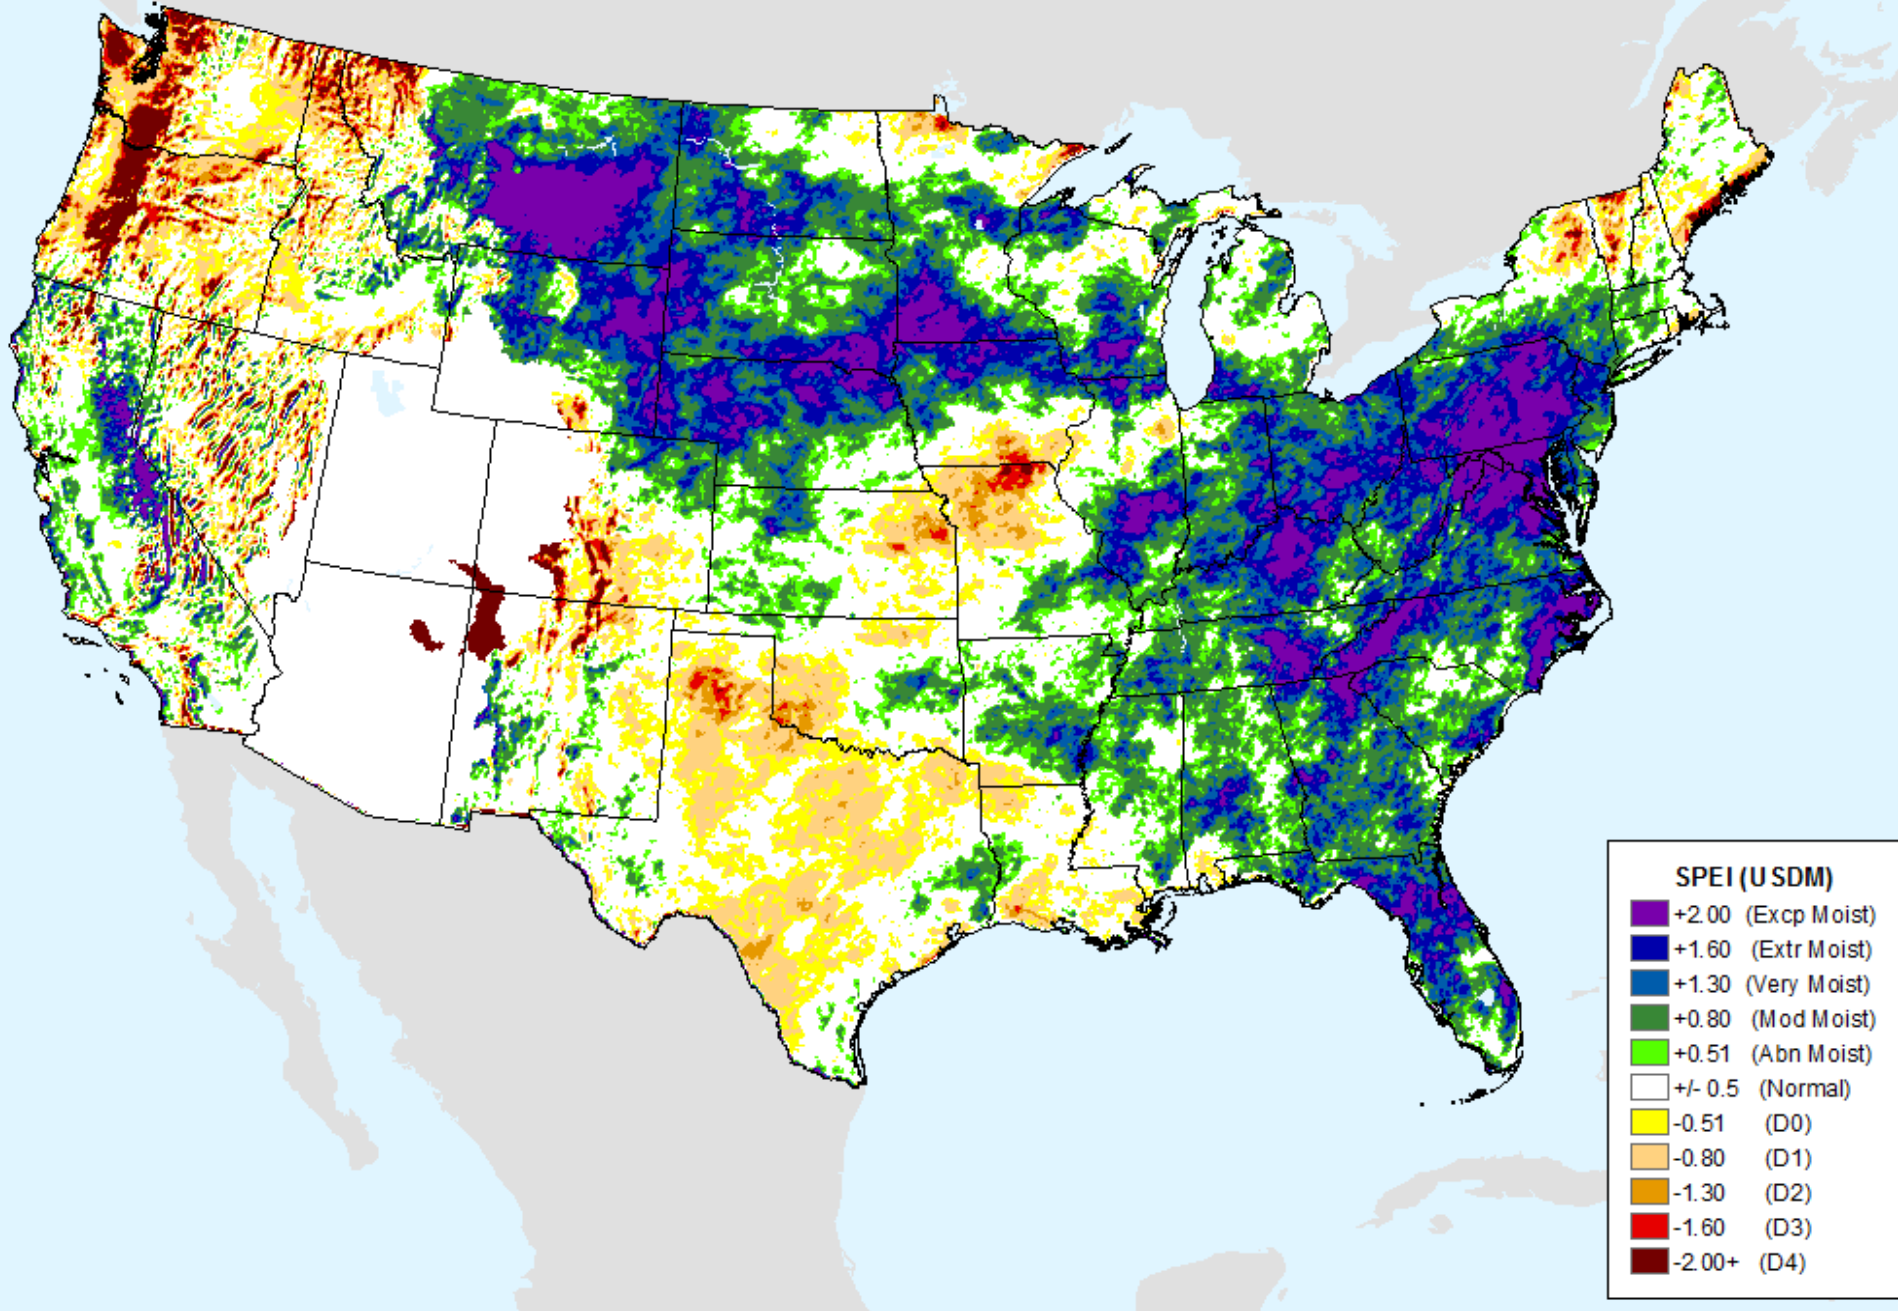 SPEI (USDM)
+2.00 (Excp Moist)
+1.60 (Extr Moist)
+1.30 (Very Moist)
+0.80 (Mod Moist)
+0.51 (Abn Moist)
+/- 0.5 (Normal)
-0.51 (D0)
-0.80 (D1)
-1.30 (D2)
-1.60 (D3)
-2.00+ (D4)